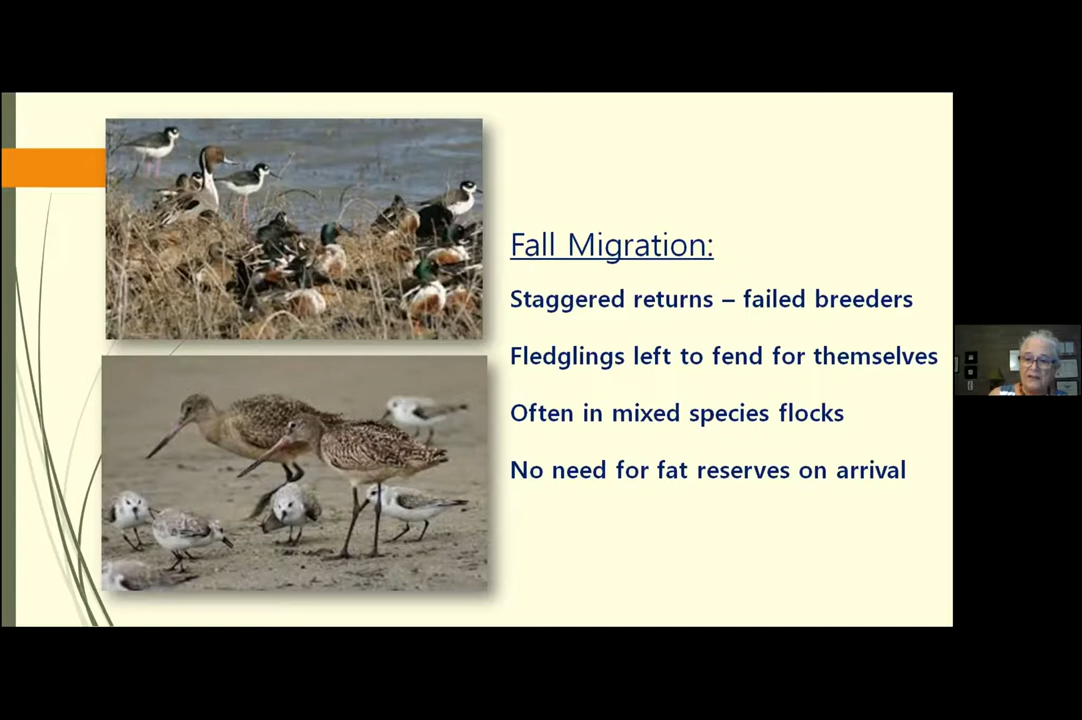 Fall Migration:
Staggered returns – failed breeders
Fledglings left to fend for themselves
Often in mixed species flocks
No need for fat reserves on arrival